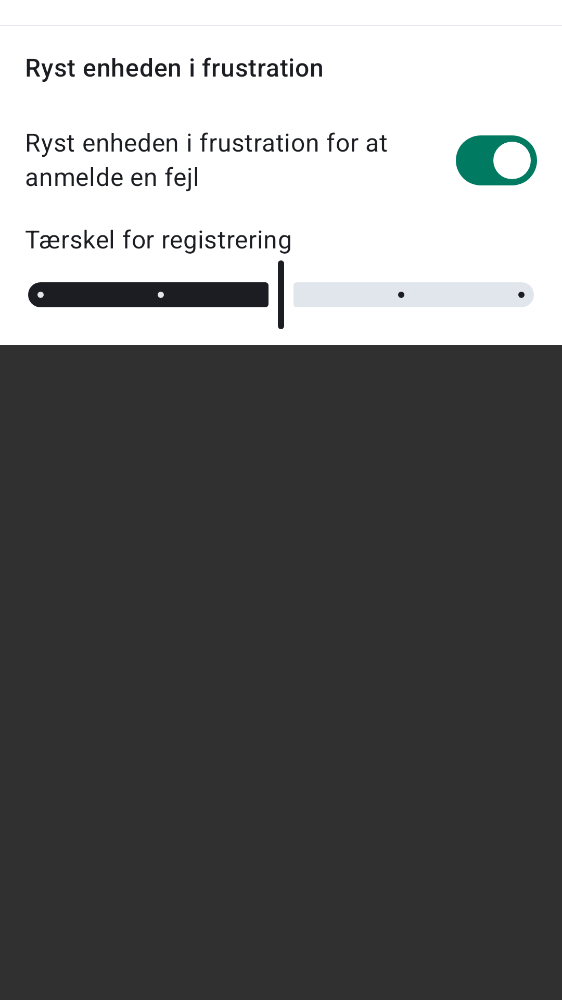 Ryst enheden i frustration
Ryst enheden i frustration for at
anmelde en fejl
Tærskel for registrering